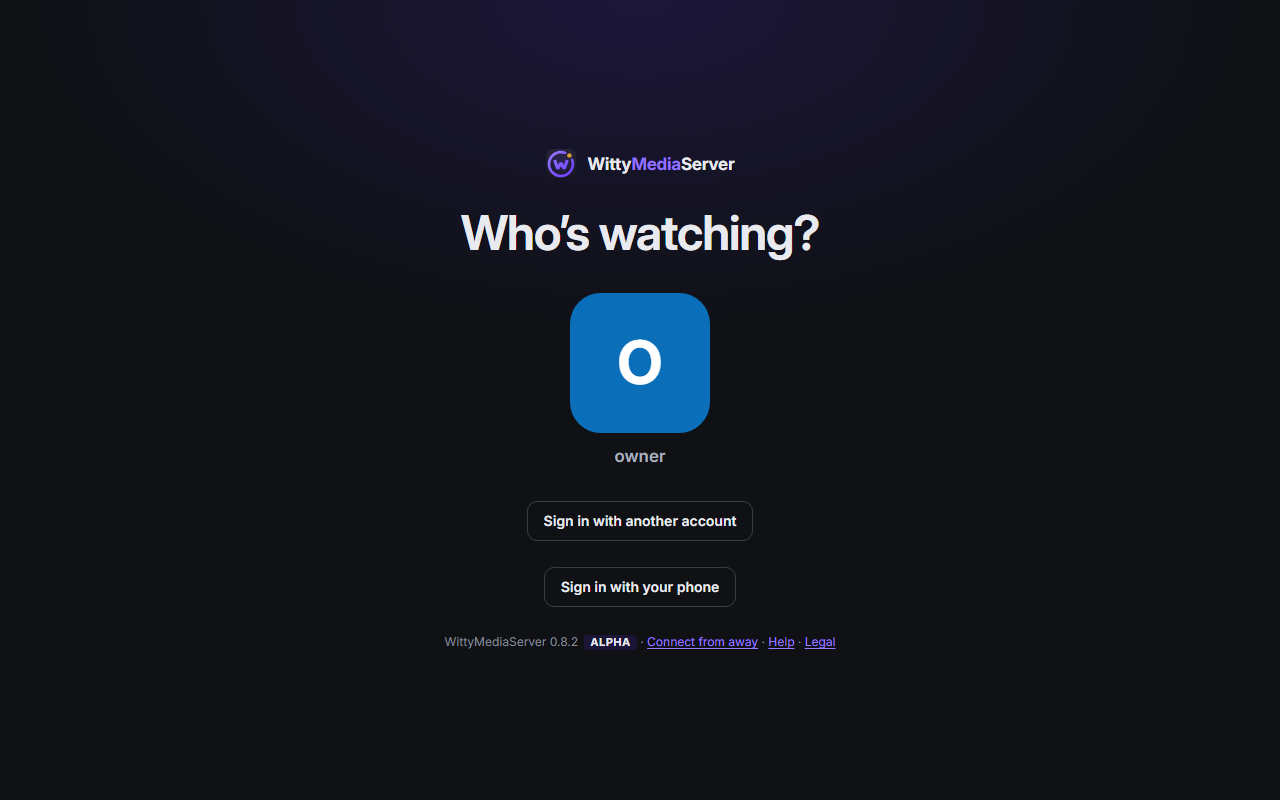 WittyMediaServer
Who’s watching?
O
owner
Sign in with another account
Sign in with your phone
WittyMediaServer 0.8.2 ALPHA · Connect from away · Help · Legal